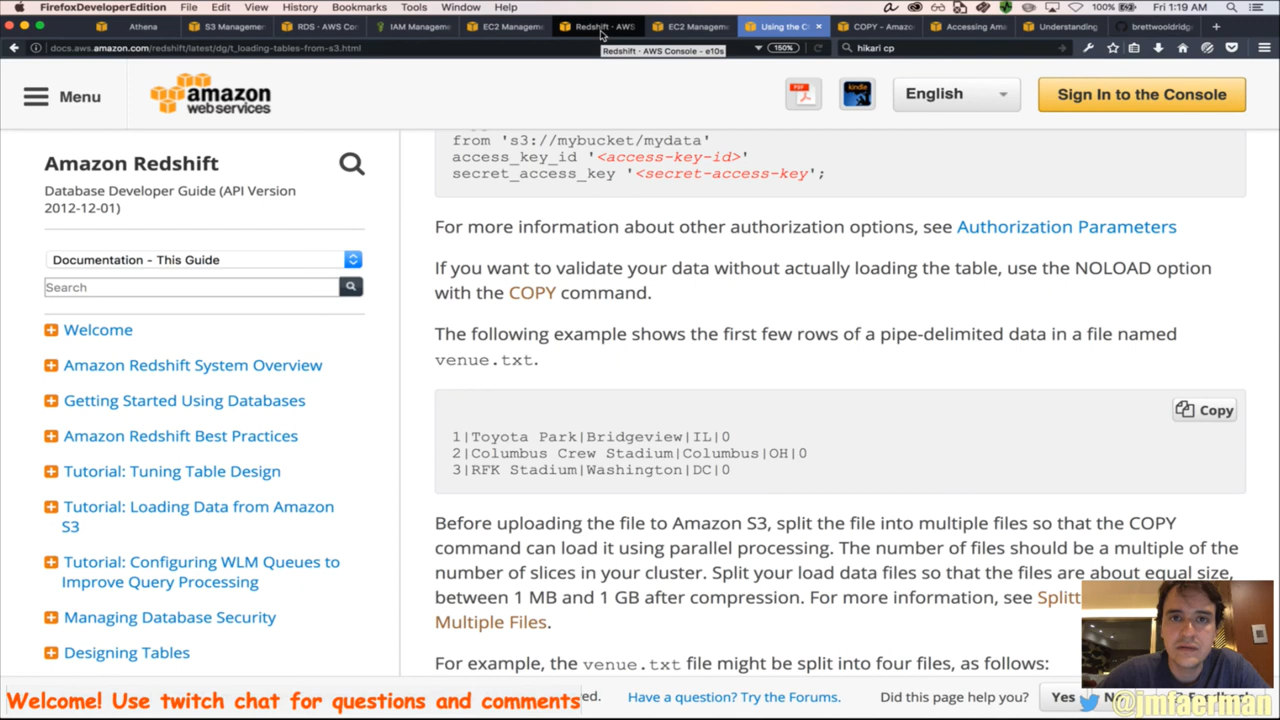 FirefoxDeveloperEdition File Edit View History Bookmarks Tools Window Help 100% Fri 1:19 AM
Athena S3 Managemen RDS - AWS Con IAM Manageme EC2 Manageme Redshift - AWS EC2 Manageme Using the C COPY - Amazo Accessing Ama Understanding brettwooldridg
docs.aws.amazon.com/redshift/latest/dg/t_loading-tables-from-s3.html 150% hikari cp
Redshift - AWS Console - e10s
Menu amazon web services PDF kindle English Sign In to the Console
Amazon Redshift
Database Developer Guide (API Version
2012-12-01)
Documentation - This Guide
Search
Welcome
Amazon Redshift System Overview
Getting Started Using Databases
Amazon Redshift Best Practices
Tutorial: Tuning Table Design
Tutorial: Loading Data from Amazon
S3
Tutorial: Configuring WLM Queues to
Improve Query Processing
Managing Database Security
Designing Tables
from 's3://mybucket/mydata'
access_key_id '<access-key-id>'
secret_access_key '<secret-access-key';
For more information about other authorization options, see Authorization Parameters
If you want to validate your data without actually loading the table, use the NOLOAD option
with the COPY command.
The following example shows the first few rows of a pipe-delimited data in a file named
venue.txt.
Copy
1|Toyota Park|Bridgeview|IL|0
2|Columbus Crew Stadium|Columbus|OH|0
3|RFK Stadium|Washington|DC|0
Before uploading the file to Amazon S3, split the file into multiple files so that the COPY
command can load it using parallel processing. The number of files should be a multiple of the
number of slices in your cluster. Split your load data files so that the files are about equal size,
between 1 MB and 1 GB after compression. For more information, see Splitt
Multiple Files.
For example, the venue.txt file might be split into four files, as follows:
Welcome! Use twitch chat for questions and comments
Have a question? Try the Forums. Did this page help you? Yes
@jmfaerman